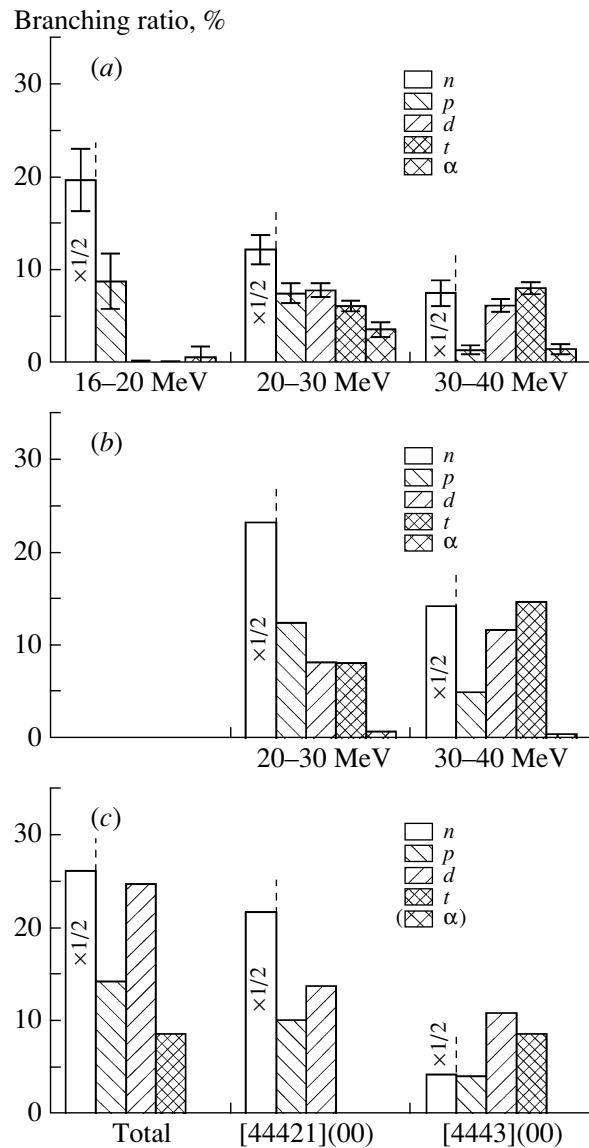 Branching ratio, %
(a)
30
20
10
0
n
p
d
t
α
×1/2
×1/2
×1/2
16–20 MeV
20–30 MeV
30–40 MeV
(b)
30
20
10
0
n
p
d
t
α
×1/2
×1/2
20–30 MeV
30–40 MeV
(c)
30
20
10
0
n
p
d
t
( α)
×1/2
×1/2
×1/2
Total
[44421](00)
[4443](00)